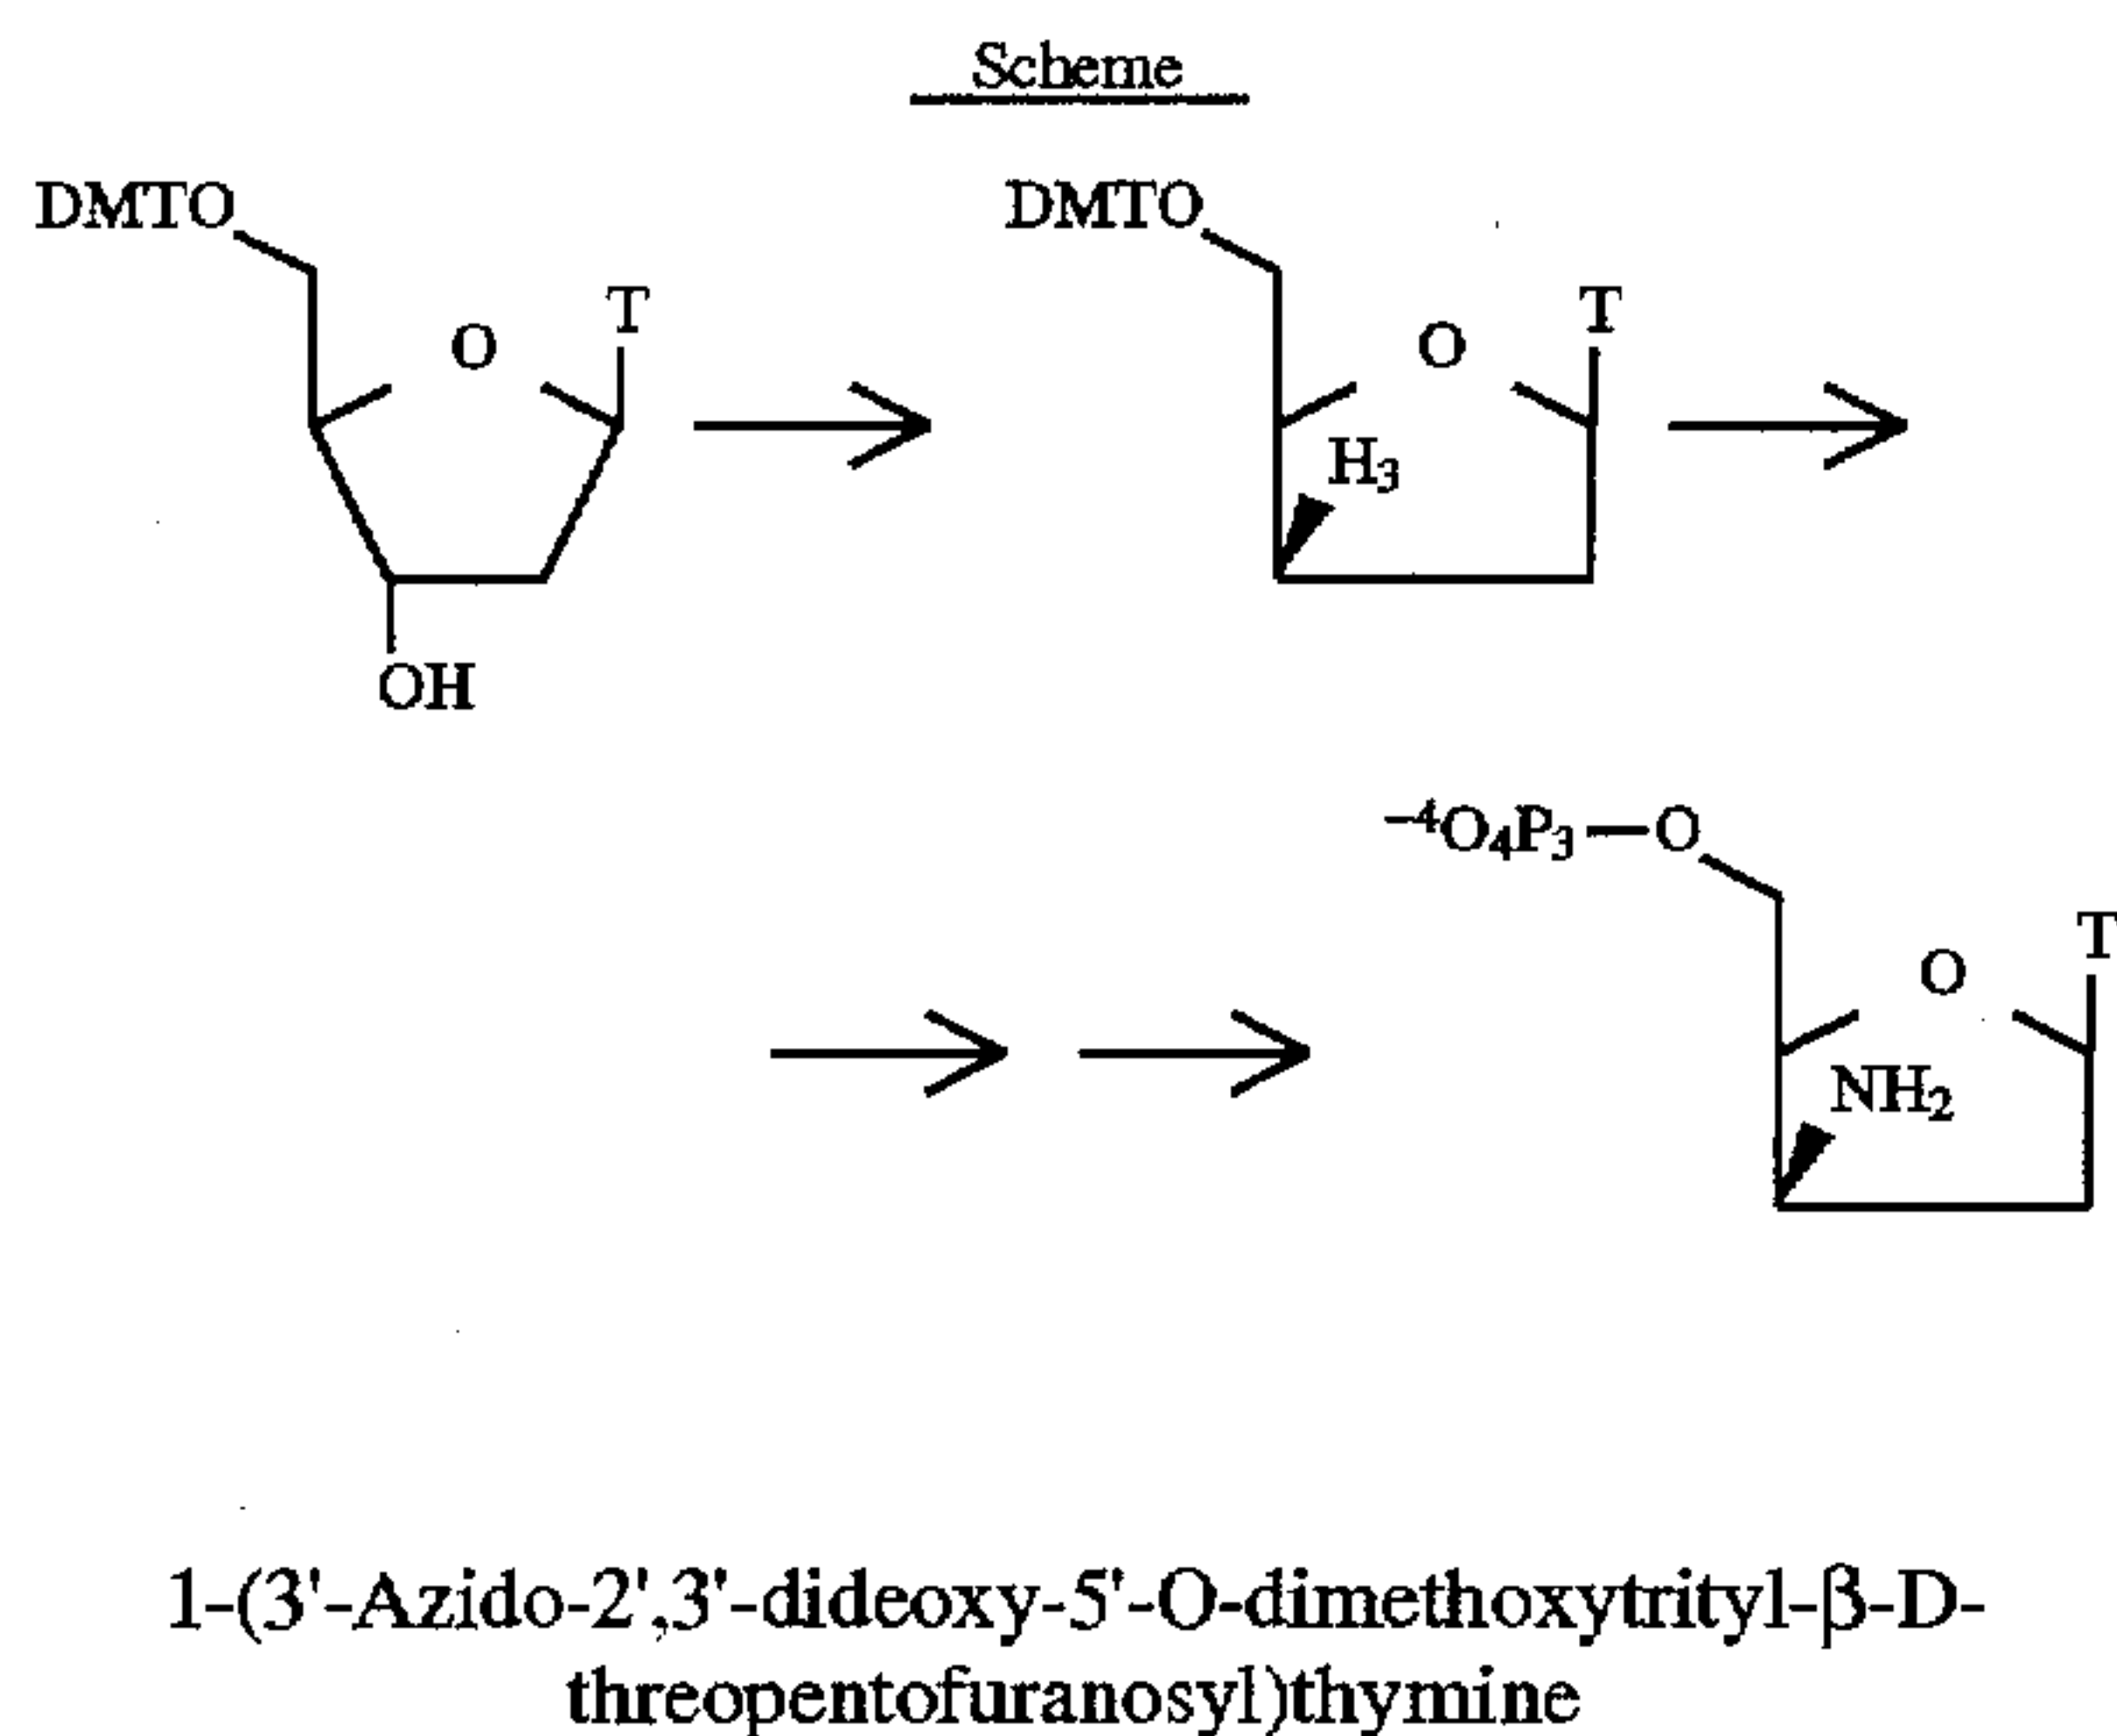 Scheme
DMTO
T
O
OH
DMTO
T
O
H₃
⁻⁴O₄P₃—O
T
O
NH₂
1-(3'-Azido-2',3'-dideoxy-5'-O-dimethoxytrityl-β-D-
threopentofuranosyl)thymine